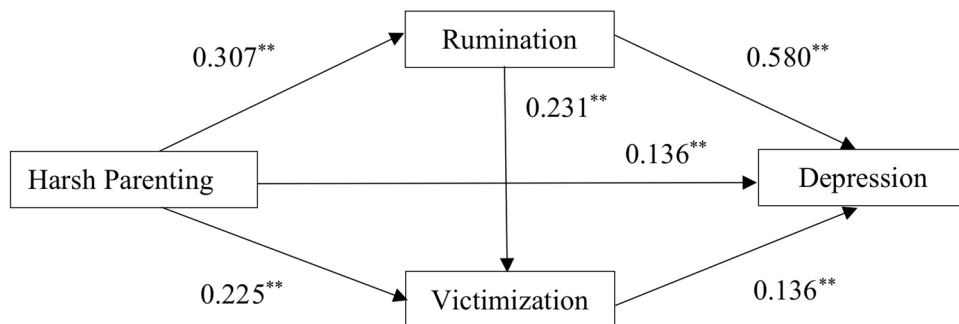 Rumination
0.307**
0.580**
0.231**
0.136**
Harsh Parenting
Depression
0.225**
Victimization
0.136**